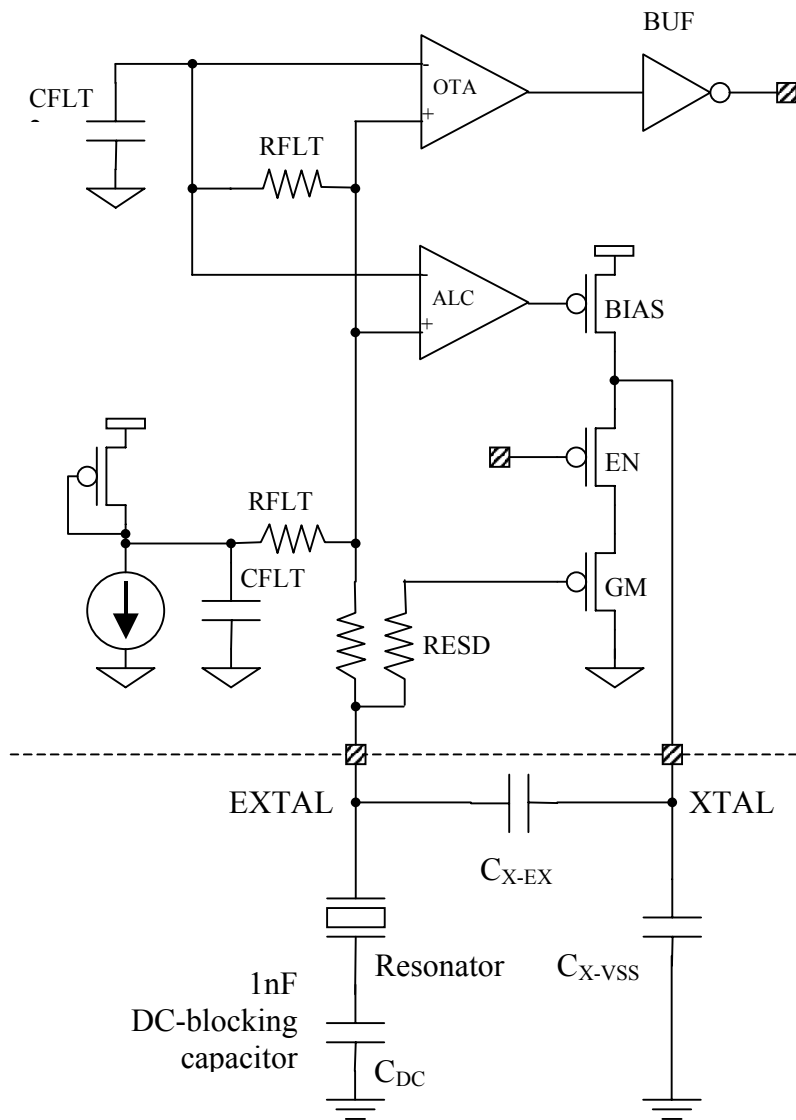 BUF
CFLT
-
OTA
+
RFLT
-
ALC
+
BIAS
EN
RFLT
CFLT
GM
RESD
EXTAL
XTAL
CX-EX
Resonator
CX-VSS
1nF
DC-blocking
capacitor
CDC